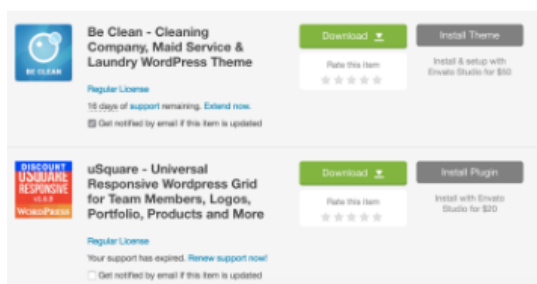 Be Clean - Cleaning
Company, Maid Service &
Laundry WordPress Theme
Regular License
16 days of support remaining. Extend now.
Get notified by email if this item is updated
BE CLEAN
Download
Rate this item
Install Theme
Install & setup with
Envato Studio for $50
DISCOUNT
USQUARE
RESPONSIVE
WORDPRESS
uSquare - Universal
Responsive Wordpress Grid
for Team Members, Logos,
Portfolio, Products and More
Regular License
Your support has expired. Renew support now!
Get notified by email if this item is updated
Download
Rate this item
Install Plugin
Install with Envato
Studio for $20